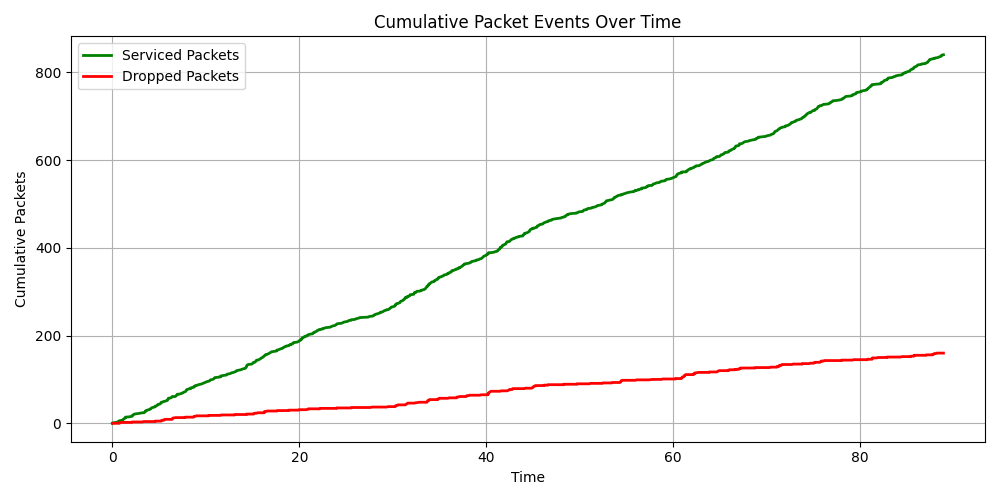 Cumulative Packet Events Over Time
Serviced Packets
Dropped Packets
Cumulative Packets
800
600
400
200
0
0 20 40 60 80
Time